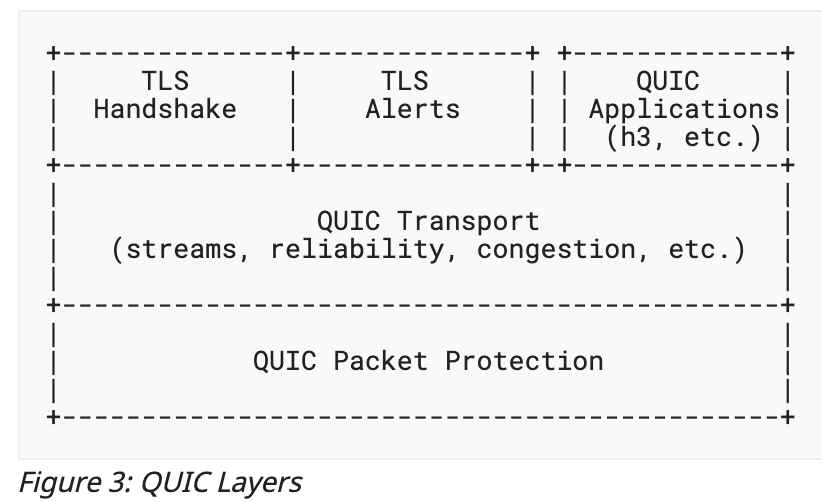 TLS Handshake
TLS Alerts
QUIC Applications (h3, etc.)
QUIC Transport
(streams, reliability, congestion, etc.)
QUIC Packet Protection
Figure 3: QUIC Layers